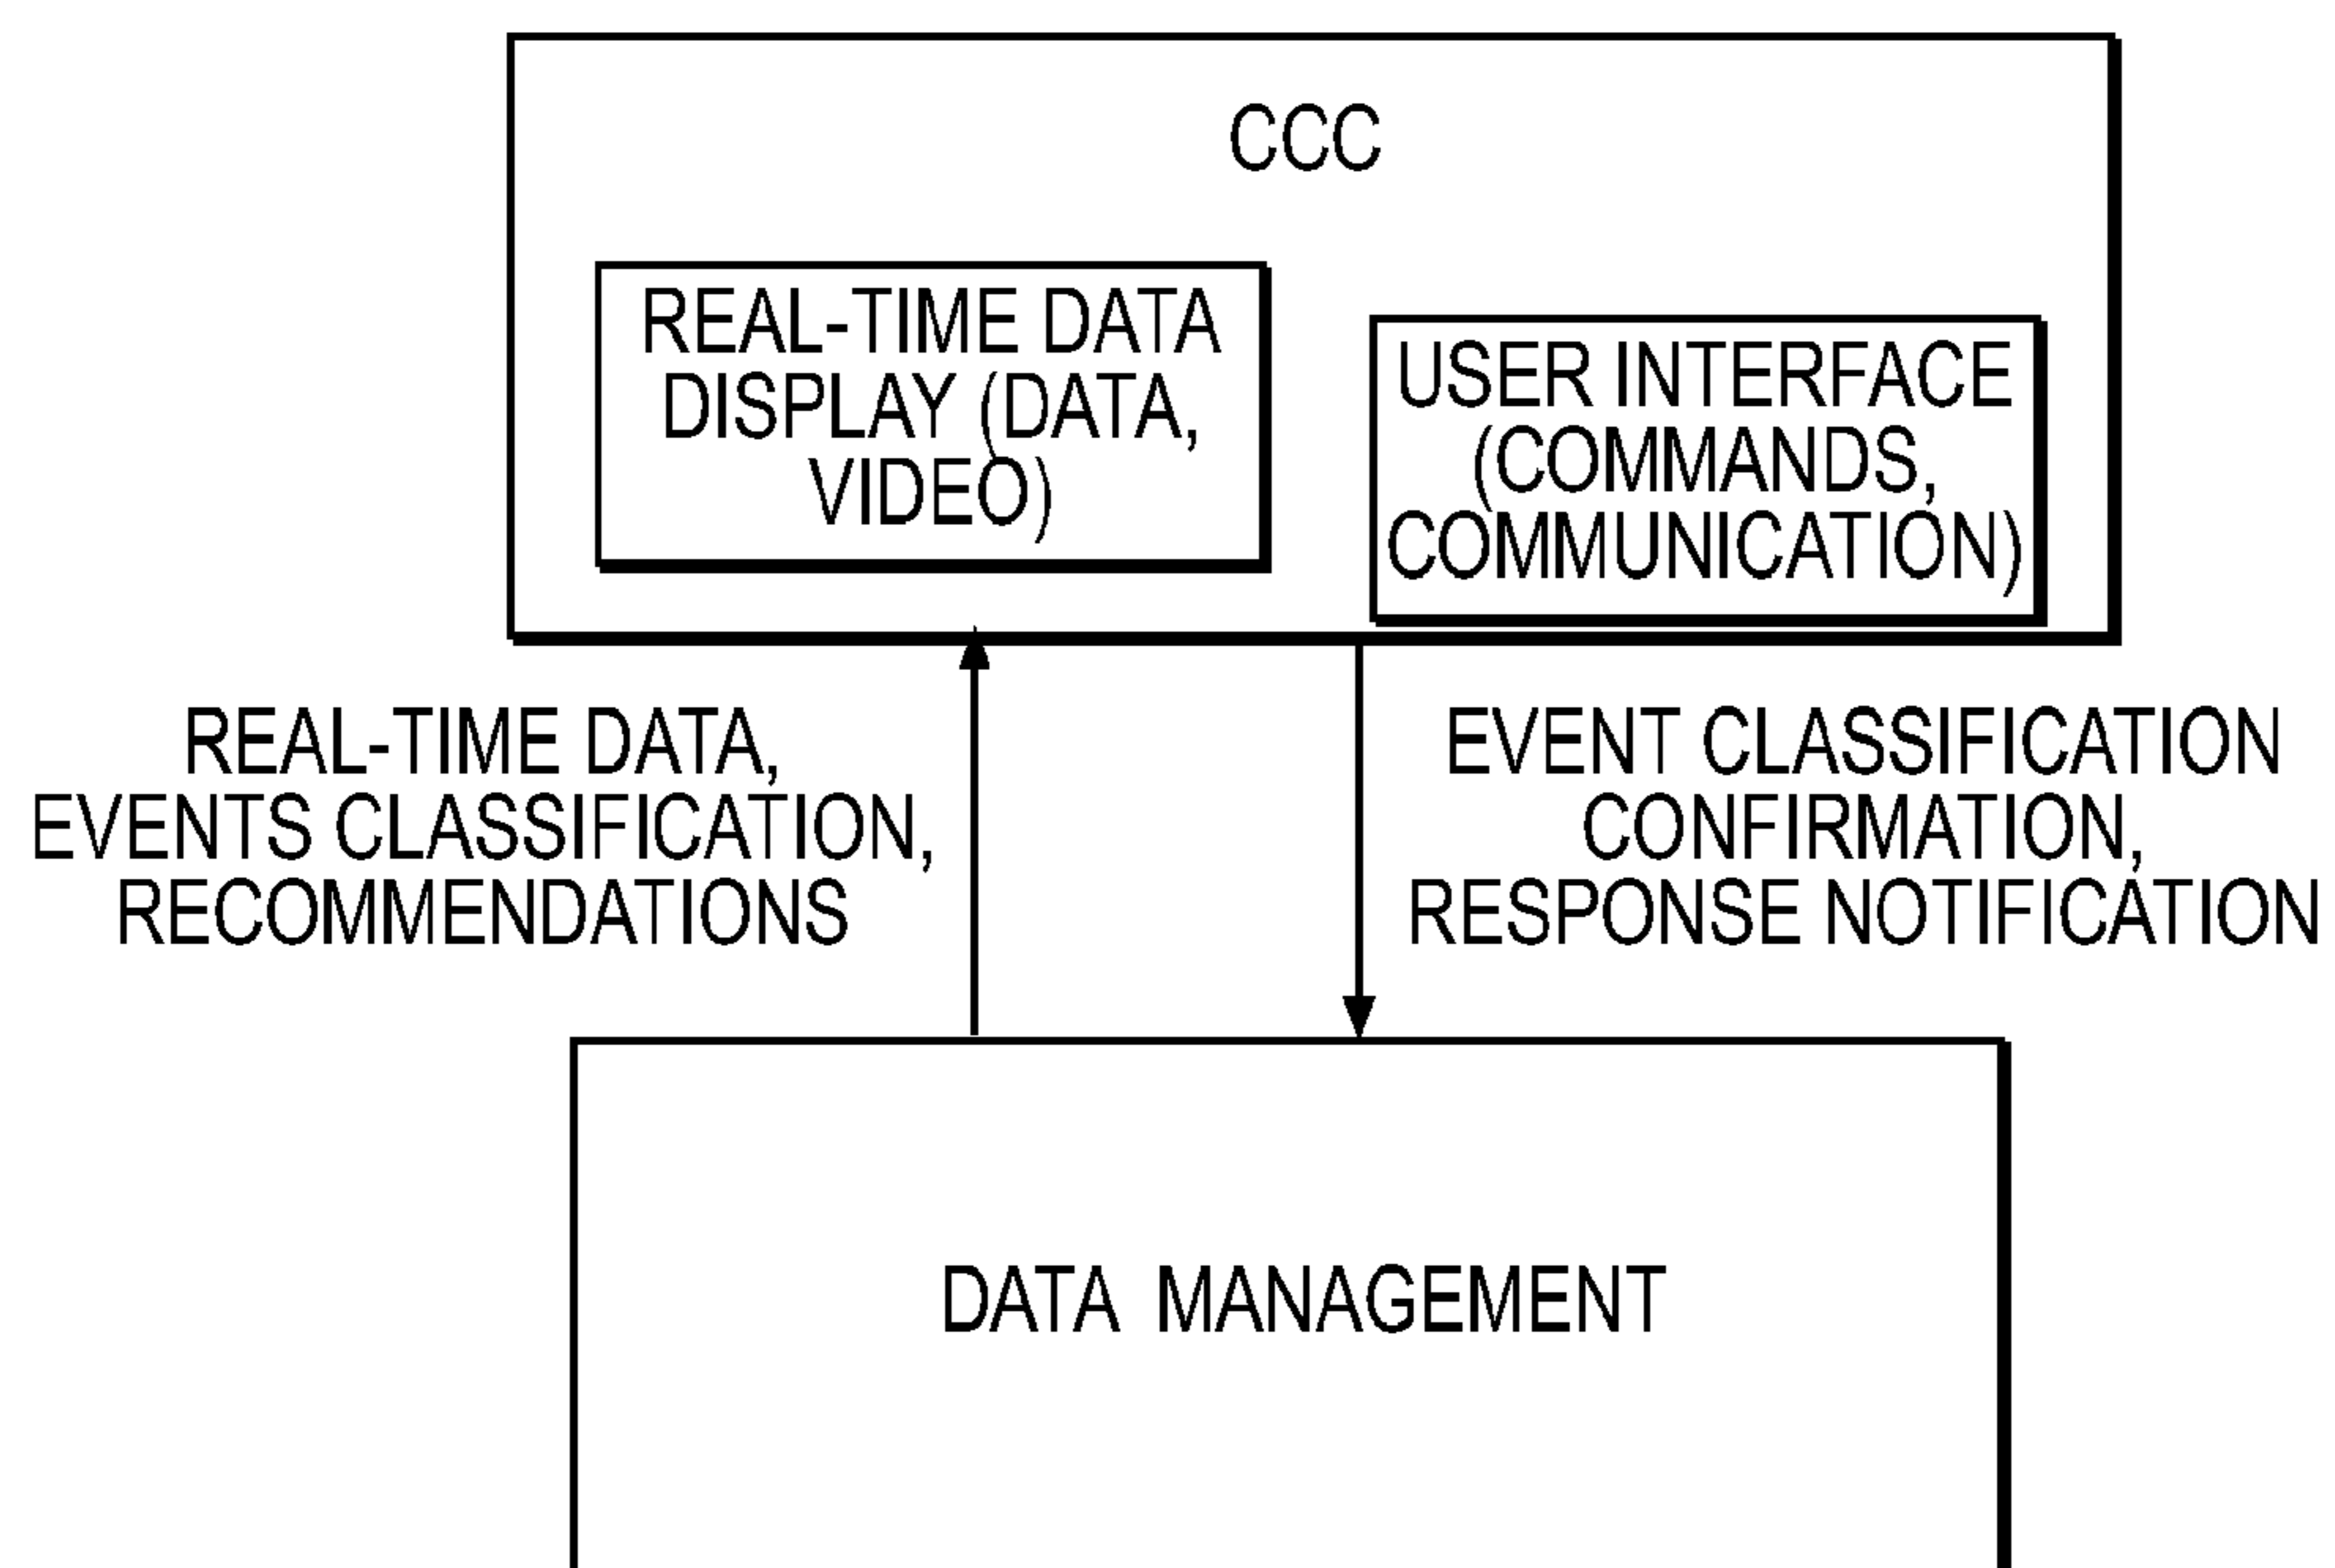 CCC
REAL-TIME DATA
DISPLAY (DATA,
VIDEO)
USER INTERFACE
(COMMANDS,
COMMUNICATION)
REAL-TIME DATA,
EVENTS CLASSIFICATION,
RECOMMENDATIONS
EVENT CLASSIFICATION
CONFIRMATION,
RESPONSE NOTIFICATION
DATA MANAGEMENT